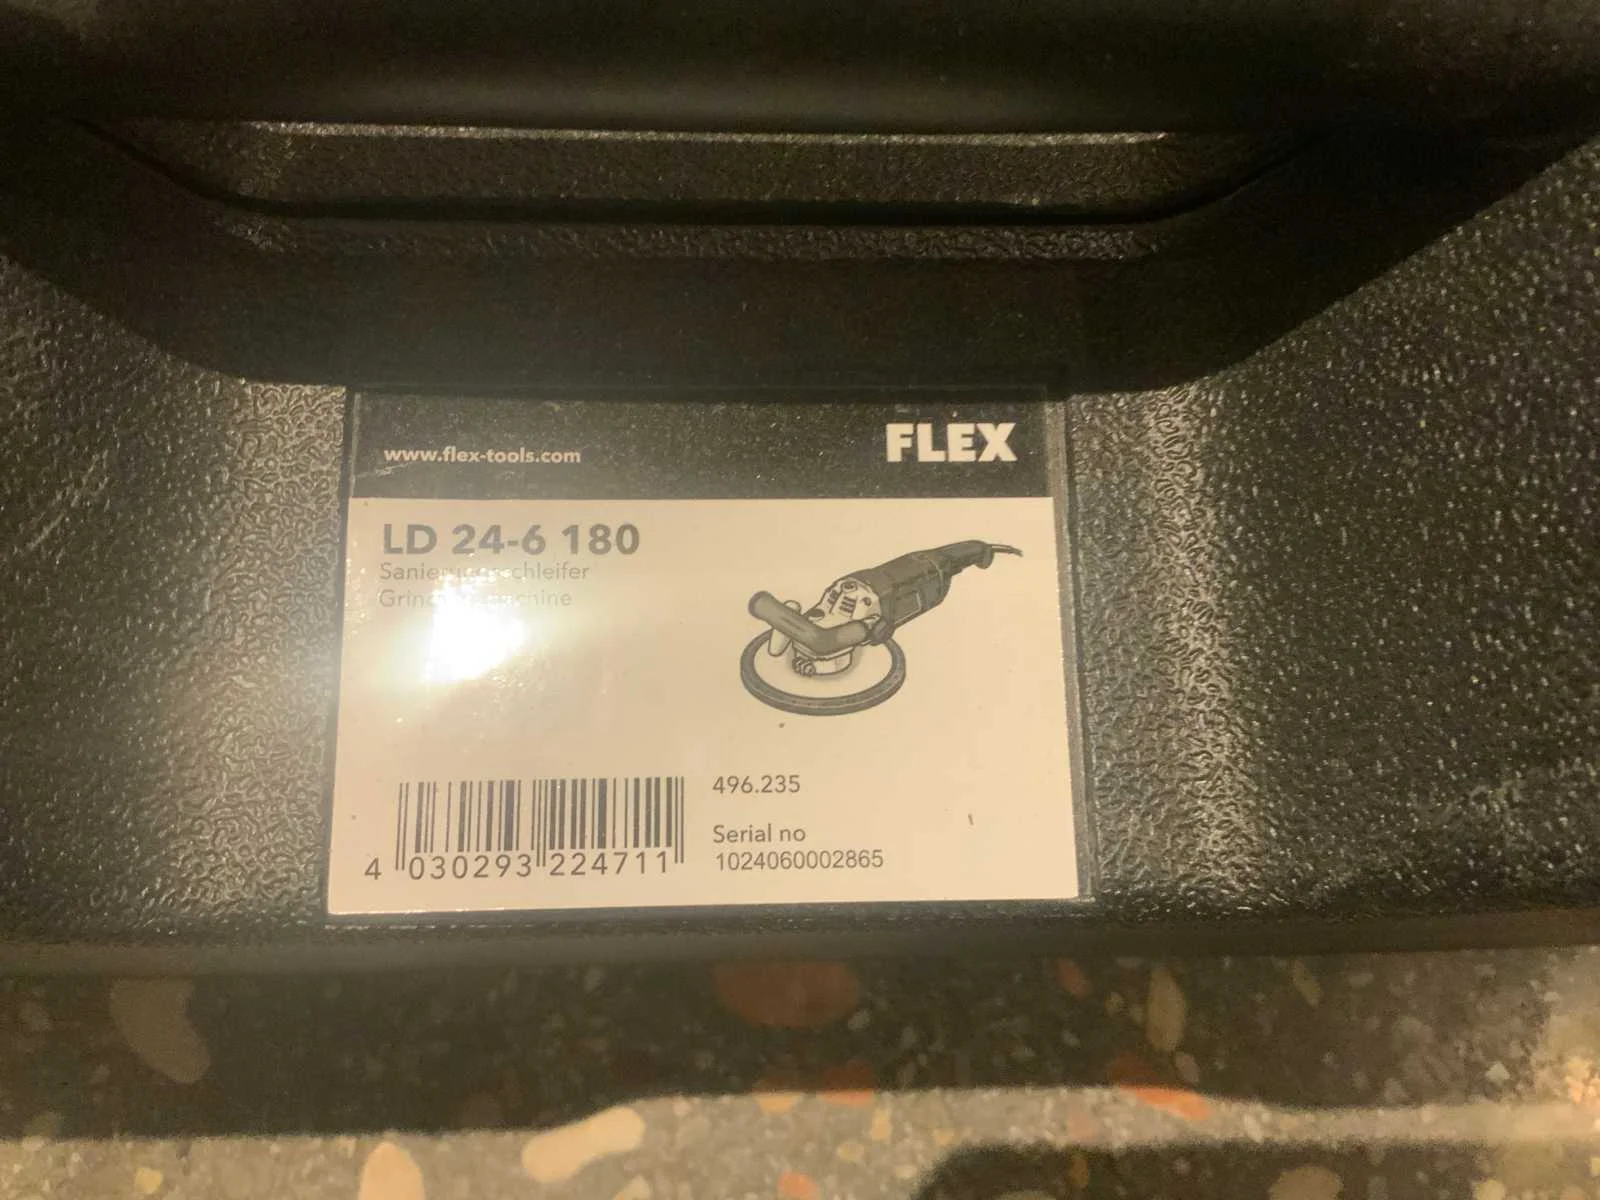 www.flex-tools.com
FLEX
LD 24-6 180
496.235
4 030293 224711
Serial no
1024060002865